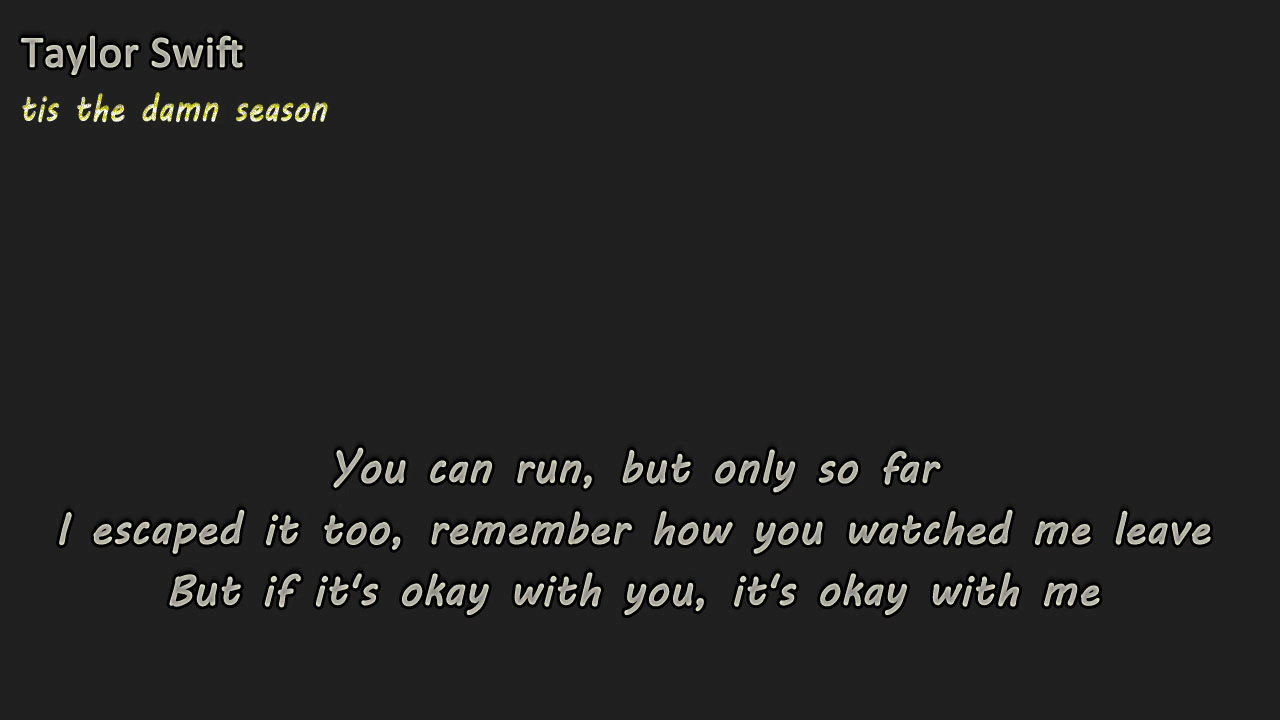 Taylor Swift
tis the damn season
You can run, but only so far
I escaped it too, remember how you watched me leave
But if it's okay with you, it's okay with me